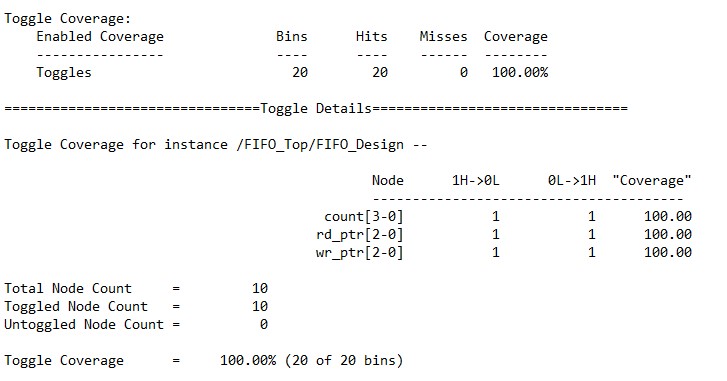 Toggle Coverage:
    Enabled Coverage              Bins      Hits    Misses  Coverage
    ----------------              ----      ----    ------  --------
    Toggles                         20        20         0   100.00%
================================Toggle Details================================
Toggle Coverage for instance /FIFO_Top/FIFO_Design --
                                              Node      1H->0L      0L->1H  "Coverage"
                                              ---------------------------------------
                                        count[3-0]           1           1      100.00
                                       rd_ptr[2-0]           1           1      100.00
                                       wr_ptr[2-0]           1           1      100.00
Total Node Count     =         10
Toggled Node Count   =         10
Untoggled Node Count =          0
Toggle Coverage      =     100.00% (20 of 20 bins)